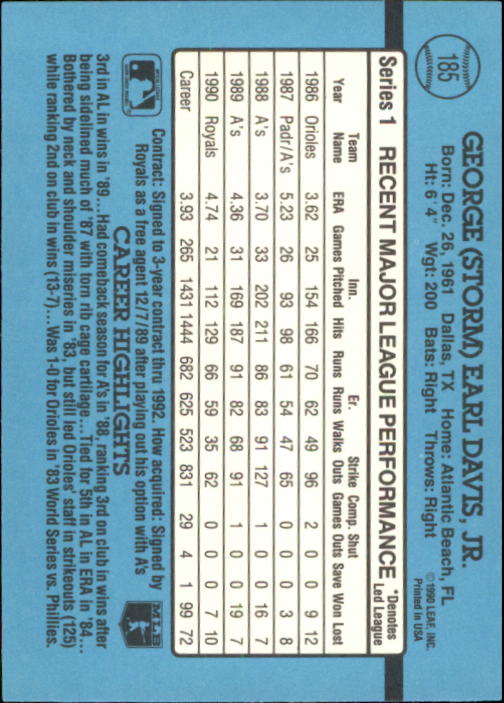 185
GEORGE (STORM) EARL DAVIS, JR.
Born: Dec. 26, 1961 Dallas, TX Home: Atlantic Beach, FL
Ht: 6' 4" Wgt: 200 Bats: Right Throws: Right
© 1990 LEAF, INC.
Printed in USA
Series 1 RECENT MAJOR LEAGUE PERFORMANCE *Denotes Led League
Year Team Name ERA Games Inn. Pitched Hits Runs Er. Runs Walks Strike Outs Comp. Games Shut Outs Save Won Lost
1986 Orioles 3.62 25 154 166 70 62 49 96 2 0 0 9 12
1987 Padr/A's 5.23 26 93 98 61 54 47 65 0 0 0 3 8
1988 A's 3.70 33 202 211 86 83 91 127 1 0 0 16 7
1989 A's 4.36 31 169 187 91 82 68 91 1 0 0 19 7
1990 Royals 4.74 21 112 129 66 59 35 62 0 0 0 7 10
Career 3.93 265 1431 1444 682 625 523 831 29 4 1 99 72
Contract: Signed to 3-year contract thru 1992. How acquired: Signed by
Royals as a free agent 12/7/89 after playing out his option with A's
CAREER HIGHLIGHTS
MLB
3rd in AL in wins in '89... Had comeback season for A's in '88, ranking 3rd on club in wins after
being sidelined much of '87 with torn rib cage cartilage... Tied for 5th in AL in ERA in '84...
Bothered by neck and shoulder miseries in '83, but still led Orioles' staff in strikeouts (125)
while ranking 2nd on club in wins (13-7)... Was 1-0 for Orioles in '83 World Series vs. Phillies.